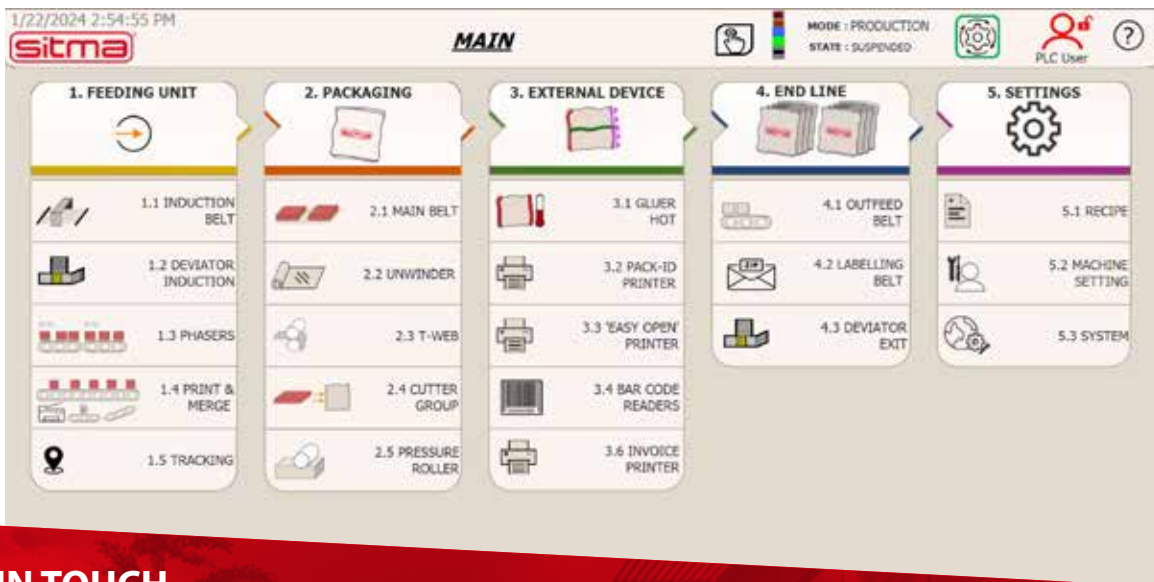 1/22/2024 2:54:55 PM
sitma
MAIN
MODE : PRODUCTION
STATE : SUSPENDED
PLC User
?
1. FEEDING UNIT
1.1 INDUCTION
BELT
1.2 DEVIATOR
INDUCTION
1.3 PHASERS
1.4 PRINT &
MERGE
1.5 TRACKING
2. PACKAGING
2.1 MAIN BELT
2.2 UNWINDER
2.3 T-WEB
2.4 CUTTER
GROUP
2.5 PRESSURE
ROLLER
3. EXTERNAL DEVICE
3.1 GLUER
HOT
3.2 PACK-ID
PRINTER
3.3 'EASY OPEN'
PRINTER
3.4 BAR CODE
READERS
3.6 INVOICE
PRINTER
4. END LINE
4.1 OUTFEED
BELT
4.2 LABELLING
BELT
4.3 DEVIATOR
EXIT
5. SETTINGS
5.1 RECIPE
5.2 MACHINE
SETTING
5.3 SYSTEM
IN TOUCH